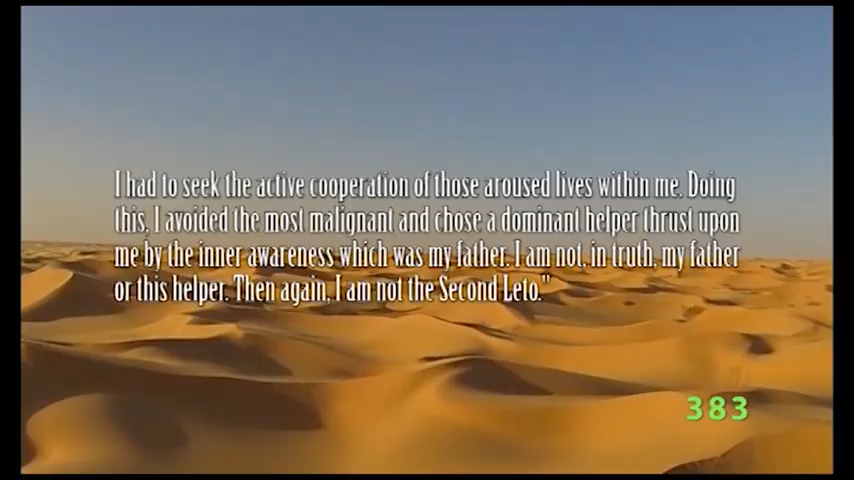 I had to seek the active cooperation of those aroused lives within me. Doing
this, I avoided the most malignant and chose a dominant helper thrust upon
me by the inner awareness which was my father. I am not, in truth, my father
or this helper. Then again, I am not the Second Leto."
383